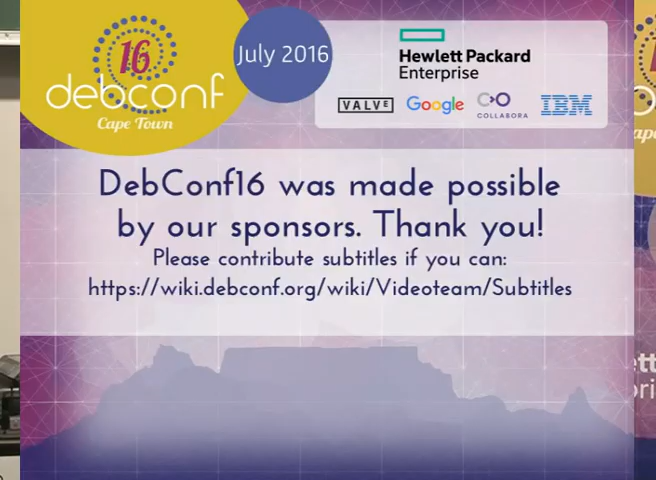 16
debconf
Cape Town
July 2016
Hewlett Packard
Enterprise
VALVE
Google
COLLABORA
IBM
DebConf16 was made possible
by our sponsors. Thank you!
Please contribute subtitles if you can:
https://wiki.debconf.org/wiki/Videoteam/Subtitles